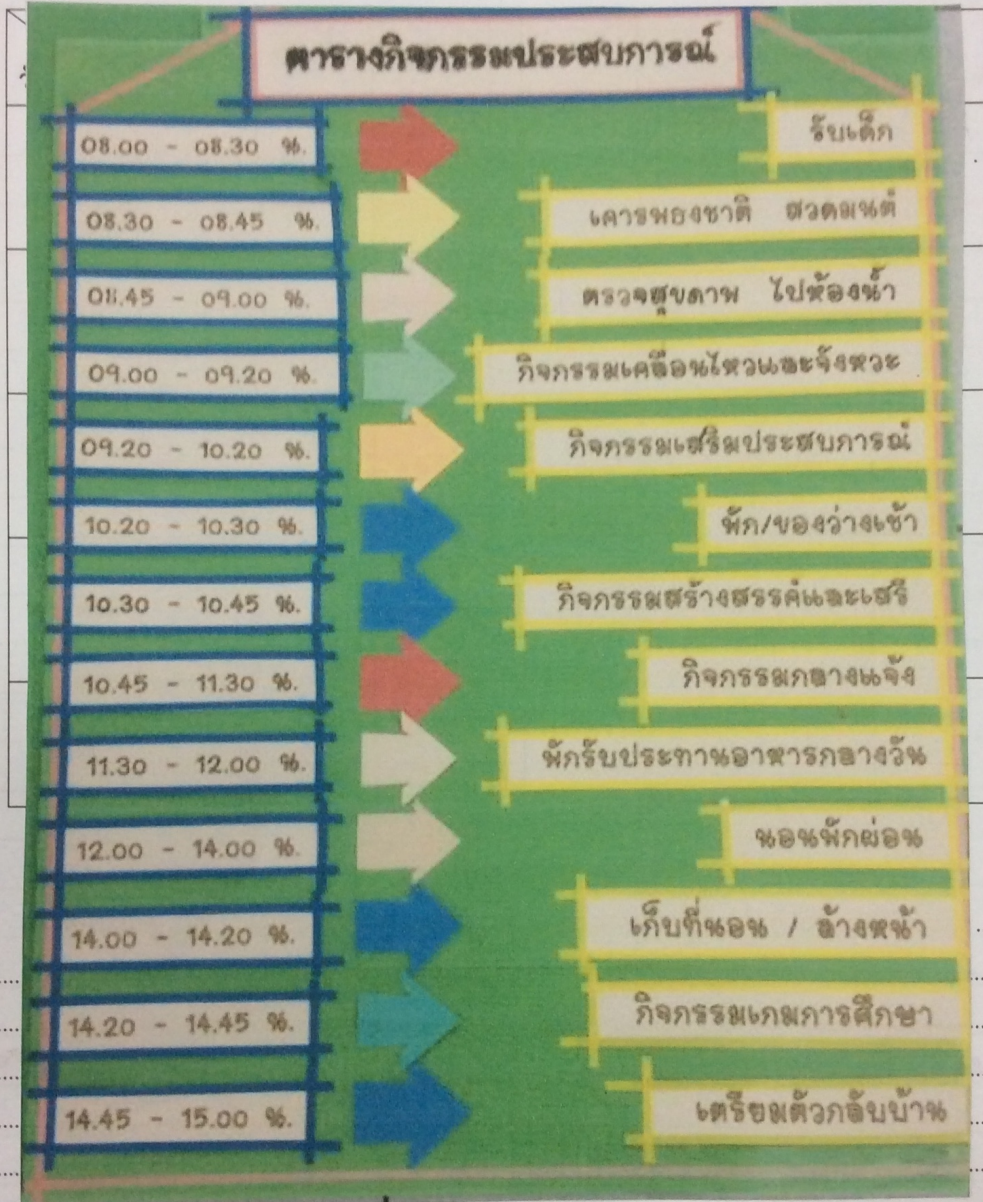 ตารางกิจกรรมประสบการณ์
08.00 - 08.30 น. รับเด็ก
08.30 - 08.45 น. เคารพธงชาติ สวดมนต์
08.45 - 09.00 น. ตรวจสุขภาพ ไปห้องน้ำ
09.00 - 09.20 น. กิจกรรมเคลื่อนไหวและจังหวะ
09.20 - 10.20 น. กิจกรรมเสริมประสบการณ์
10.20 - 10.30 น. พัก/ของว่างเช้า
10.30 - 10.45 น. กิจกรรมสร้างสรรค์และเสรี
10.45 - 11.30 น. กิจกรรมกลางแจ้ง
11.30 - 12.00 น. พักรับประทานอาหารกลางวัน
12.00 - 14.00 น. นอนพักผ่อน
14.00 - 14.20 น. เก็บที่นอน / ล้างหน้า
14.20 - 14.45 น. กิจกรรมเกมการศึกษา
14.45 - 15.00 น. เตรียมตัวกลับบ้าน